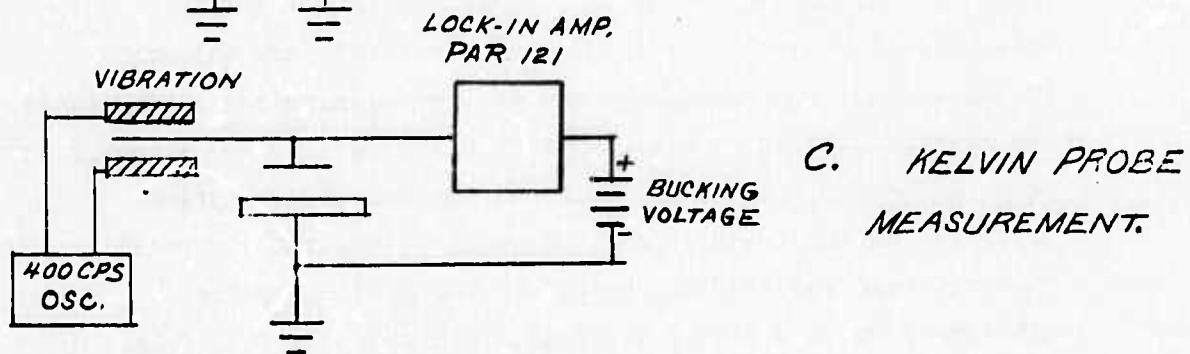 LOCK-IN AMP.
PAR 121
VIBRATION
+
BUCKING
VOLTAGE
-
400 CPS
OSC.
C. KELVIN PROBE
MEASUREMENT.